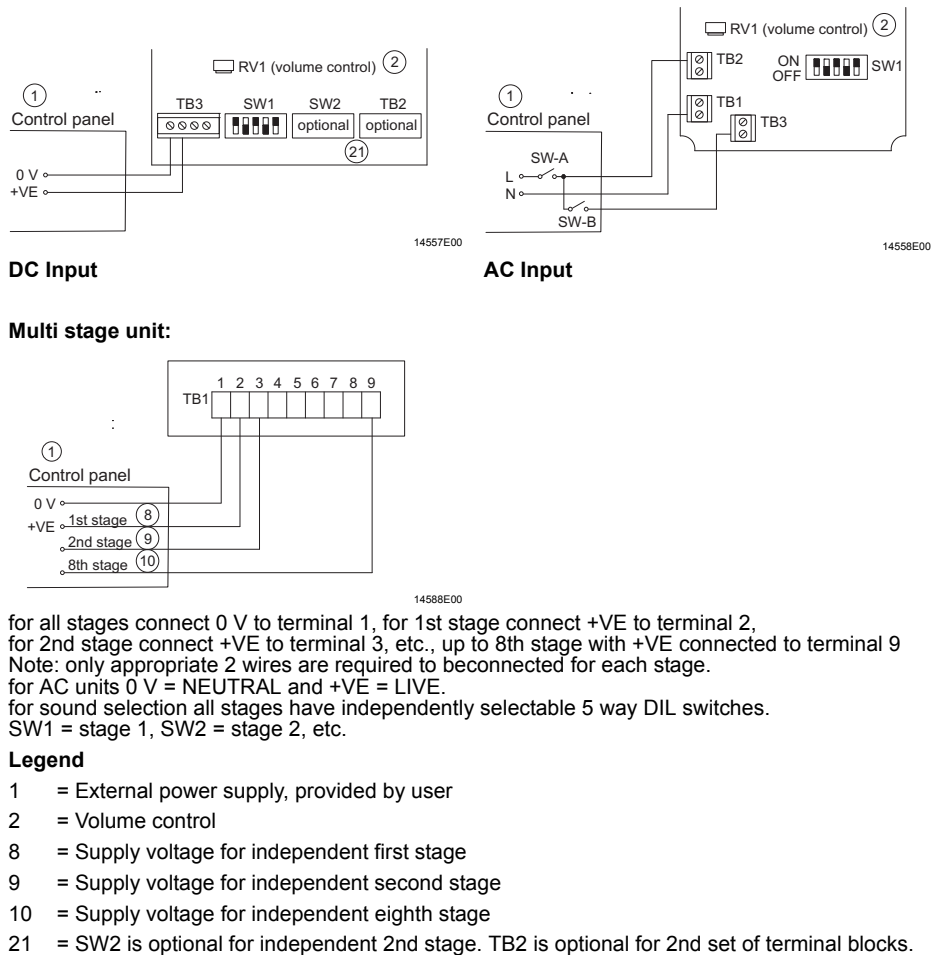 RV1 (volume control) 2
1
Control panel
TB3 SW1 SW2 TB2
optional optional
21
0 V
+VE
14557E00
DC Input
RV1 (volume control) 2
TB2 ON OFF SW1
1
Control panel
TB1
TB3
SW-A
L
N
SW-B
14558E00
AC Input
Multi stage unit:
1 2 3 4 5 6 7 8 9
TB1
1
Control panel
0 V
+VE 1st stage 8
2nd stage 9
8th stage 10
14588E00
for all stages connect 0 V to terminal 1, for 1st stage connect +VE to terminal 2,
for 2nd stage connect +VE to terminal 3, etc., up to 8th stage with +VE connected to terminal 9
Note: only appropriate 2 wires are required to beconnected for each stage.
for AC units 0 V = NEUTRAL and +VE = LIVE.
for sound selection all stages have independently selectable 5 way DIL switches.
SW1 = stage 1, SW2 = stage 2, etc.
Legend
1 = External power supply, provided by user
2 = Volume control
8 = Supply voltage for independent first stage
9 = Supply voltage for independent second stage
10 = Supply voltage for independent eighth stage
21 = SW2 is optional for independent 2nd stage. TB2 is optional for 2nd set of terminal blocks.